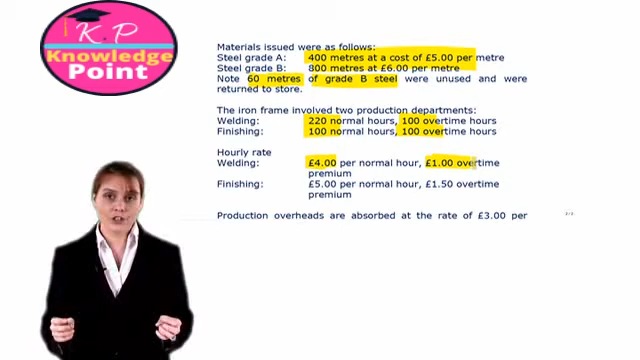 K.P
Knowledge
Point
Materials issued were as follows:
Steel grade A: 400 metres at a cost of £5.00 per metre
Steel grade B: 800 metres at £6.00 per metre
Note 60 metres of grade B steel were unused and were
returned to store.
The iron frame involved two production departments:
Welding: 220 normal hours, 100 overtime hours
Finishing: 100 normal hours, 100 overtime hours
Hourly rate
Welding: £4.00 per normal hour, £1.00 overtime
premium
Finishing: £5.00 per normal hour, £1.50 overtime
premium
Production overheads are absorbed at the rate of £3.00 per